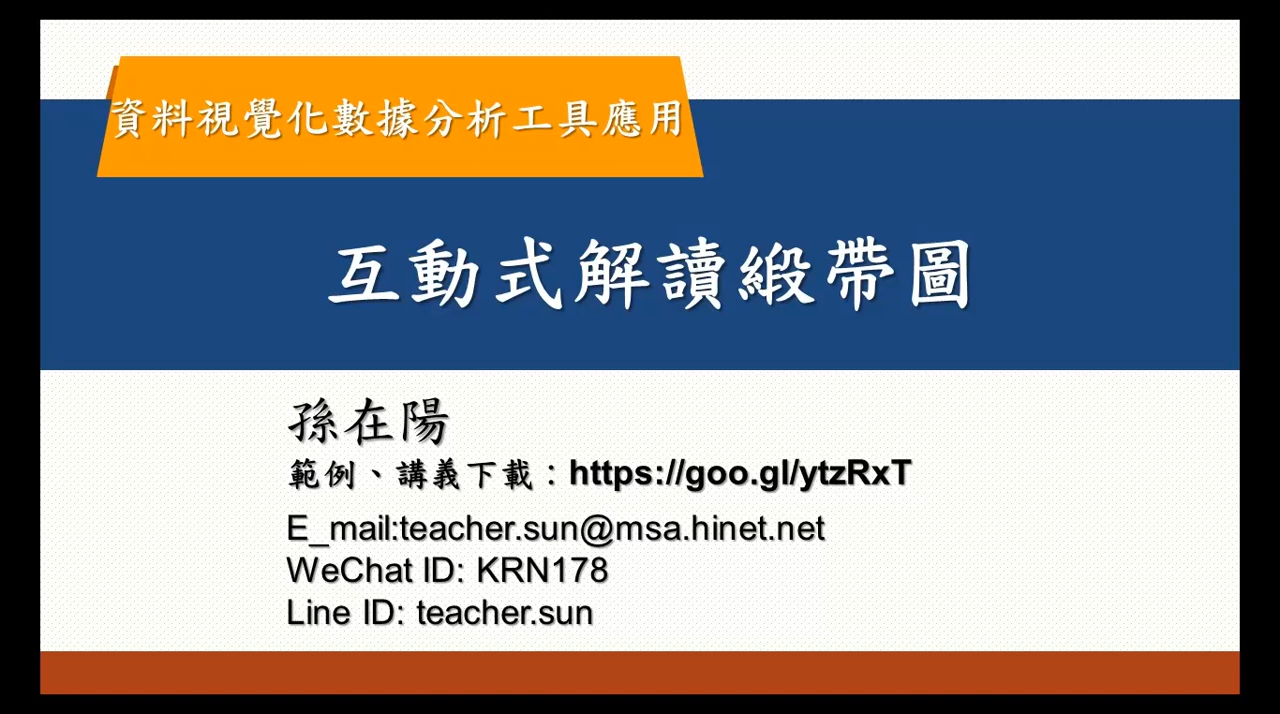 資料視覺化數據分析工具應用
互動式解讀緞帶圖
孫在陽
範例、講義下載：https://goo.gl/ytzRxT
E_mail:teacher.sun@msa.hinet.net
WeChat ID: KRN178
Line ID: teacher.sun